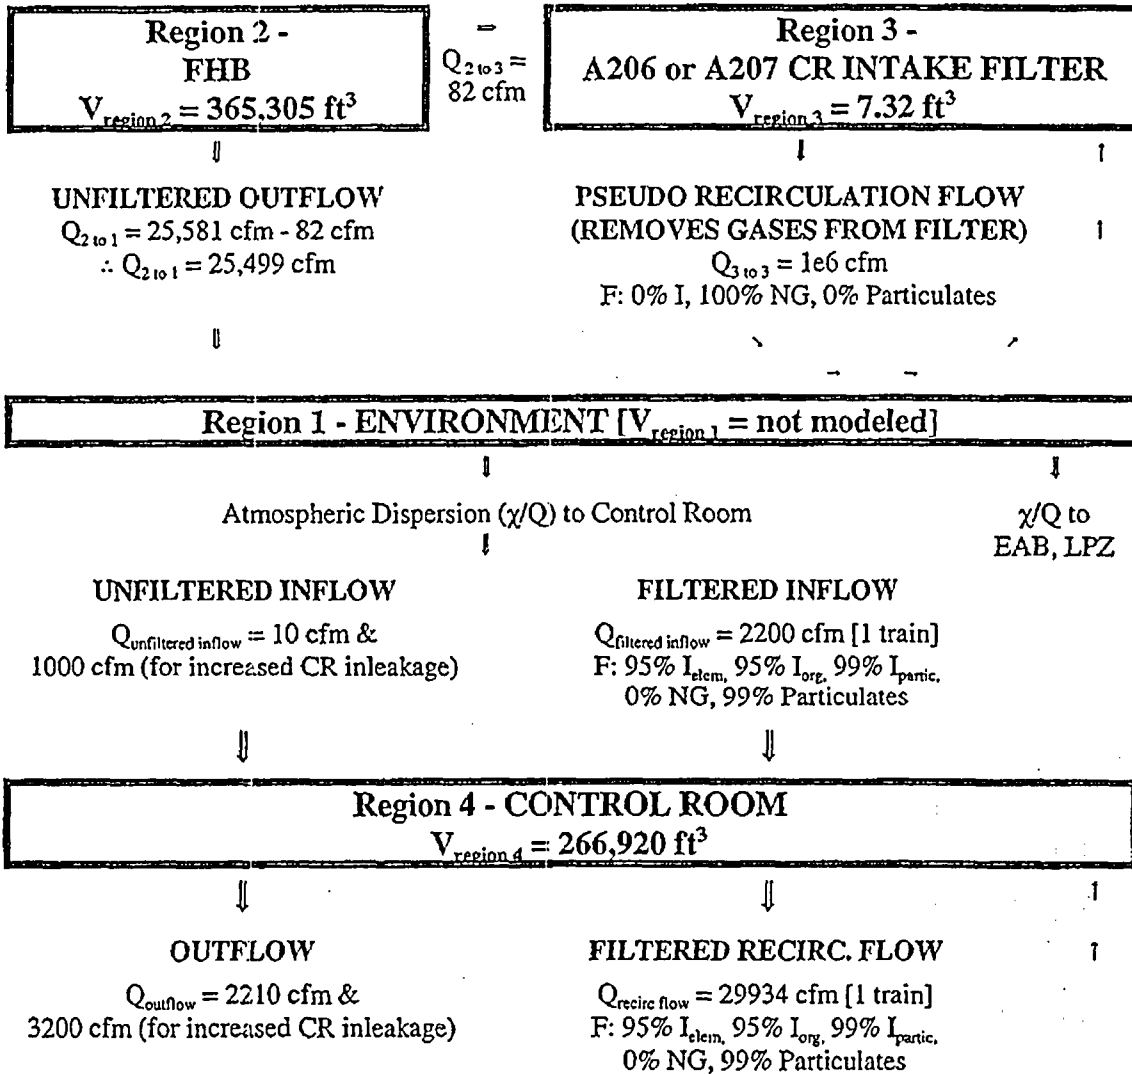 Region 2 -
FHB
V_region 2 = 365,305 ft³
⇒
Q_2 to 3 =
82 cfm
Region 3 -
A206 or A207 CR INTAKE FILTER
V_region 3 = 7.32 ft³
UNFILTERED OUTFLOW
Q_2 to 1 = 25,581 cfm - 82 cfm
∴ Q_2 to 1 = 25,499 cfm
PSEUDO RECIRCULATION FLOW
(REMOVES GASES FROM FILTER)
Q_3 to 3 = 1e6 cfm
F: 0% I, 100% NG, 0% Particulates
Region 1 - ENVIRONMENT [V_region 1 = not modeled]
Atmospheric Dispersion (χ/Q) to Control Room
χ/Q to
EAB, LPZ
UNFILTERED INFLOW
Q_unfiltered inflow = 10 cfm &
1000 cfm (for increased CR inleakage)
FILTERED INFLOW
Q_filtered inflow = 2200 cfm [1 train]
F: 95% I_elem, 95% I_org, 99% I_partic,
0% NG, 99% Particulates
Region 4 - CONTROL ROOM
V_region 4 = 266,920 ft³
OUTFLOW
Q_outflow = 2210 cfm &
3200 cfm (for increased CR inleakage)
FILTERED RECIRC. FLOW
Q_recirc flow = 29934 cfm [1 train]
F: 95% I_elem, 95% I_org, 99% I_partic,
0% NG, 99% Particulates